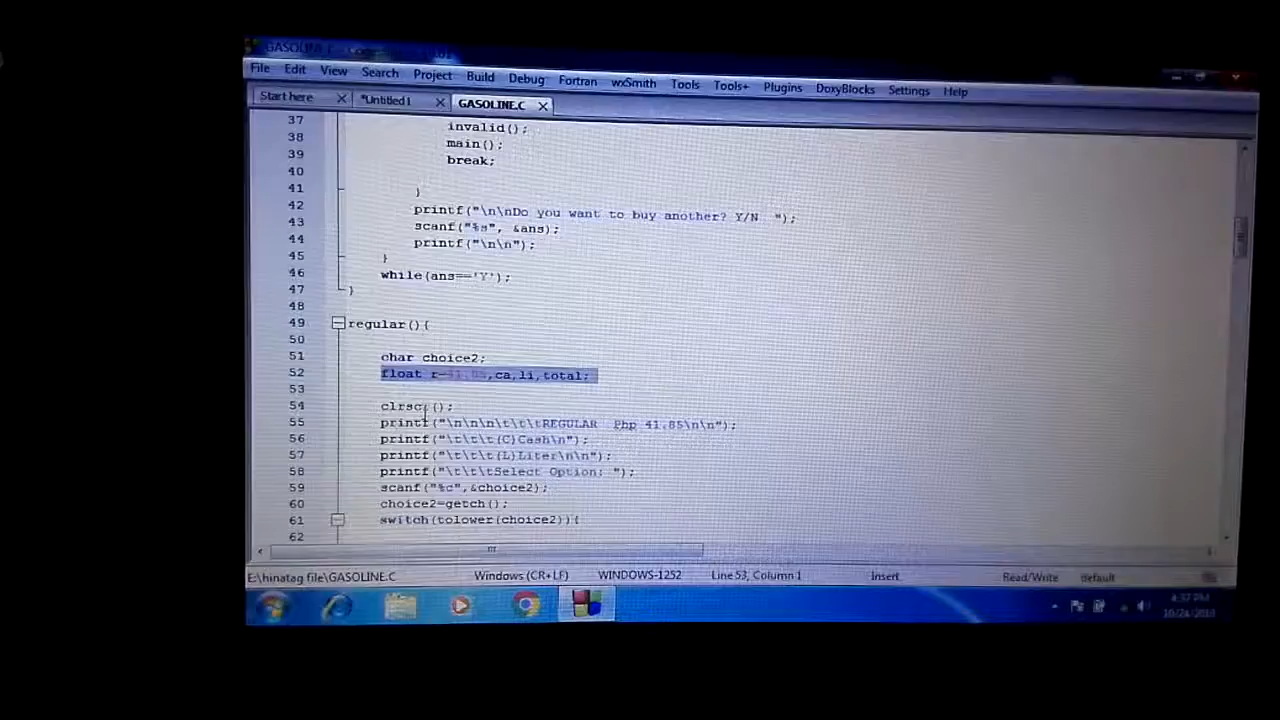 GASOLINE.C
File Edit View Search Project Build Debug Fortran wxSmith Tools Tools+ Plugins DoxyBlocks Settings Help
Start here *Untitled1 GASOLINE.C
37 invalid();
38 main();
39 break;
40
41 }
42 printf("\n\nDo you want to buy another? Y/N ");
43 scanf("%s", &ans);
44 printf("\n\n");
45 }
46 while(ans=='Y');
47 }
48
49 regular(){
50
51 char choice2;
52 float r=41.85,ca,li,total;
53
54 clrscr();
55 printf("\n\n\n\t\t\tREGULAR Php 41.85\n\n");
56 printf("\t\t\t(C)Cash\n");
57 printf("\t\t\t(L)Liter\n\n");
58 printf("\t\t\tSelect Option: ");
59 scanf("%c",&choice2);
60 choice2=getch();
61 switch(tolower(choice2)){
62
E:\hinatag file\GASOLINE.C Windows (CR+LF) WINDOWS-1252 Line 53, Column 1 Insert Read/Write default
4:37 PM